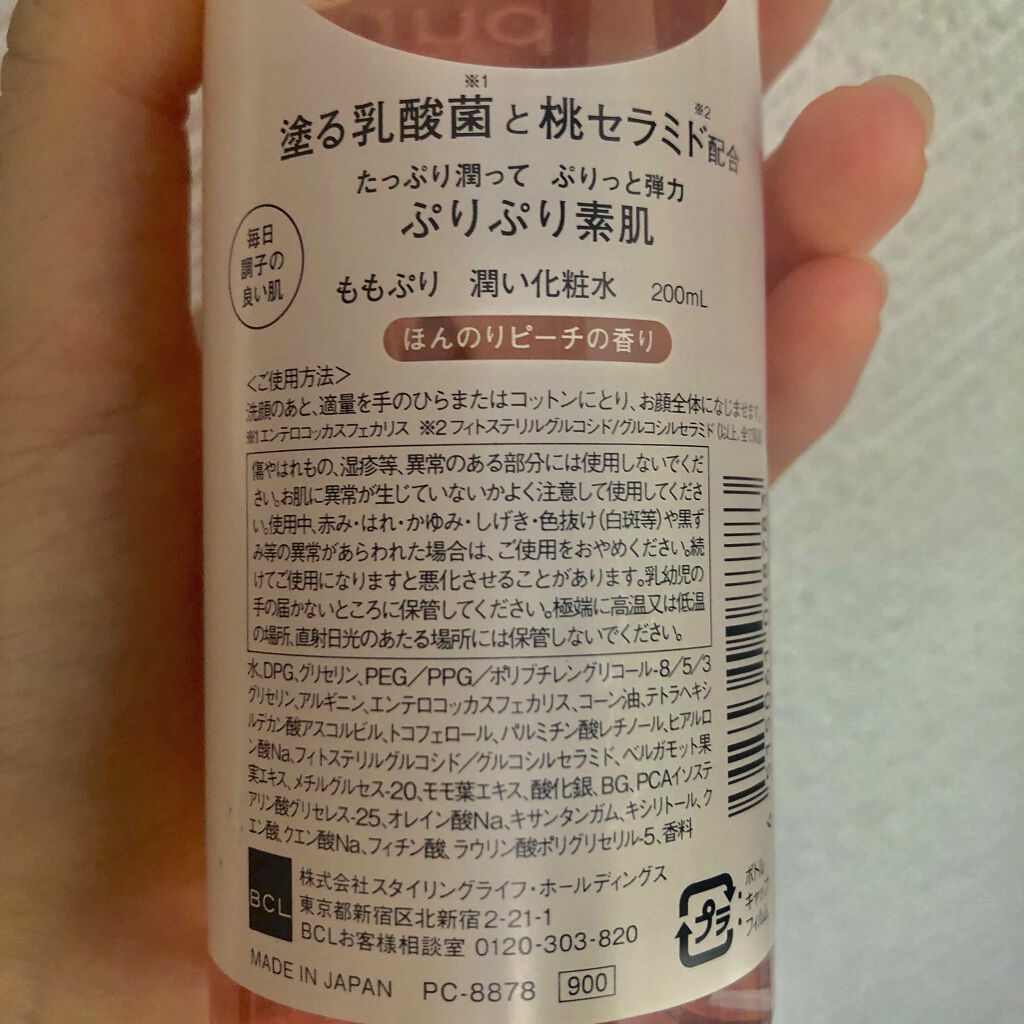 ※1 ※2
塗る乳酸菌と桃セラミド配合
たっぷり潤って ぷりっと弾力
ぷりぷり素肌
毎日
調子の
良い肌
ももぷり 潤い化粧水 200mL
ほんのりピーチの香り
<ご使用方法>
洗顔のあと、適量を手のひらまたはコットンにとり、お顔全体になじませます。
※1 エンテロコッカスフェカリス ※2 フィトステリルグルコシド/グルコシルセラミド (以上、全て保湿
傷やはれもの、湿疹等、異常のある部分には使用しないでくだ
さい。お肌に異常が生じていないかよく注意して使用してくださ
い。使用中、赤み・はれ・かゆみ・しげき・色抜け(白斑等)や黒ず
み等の異常があらわれた場合は、ご使用をおやめください。続
けてご使用になりますと悪化させることがあります。乳幼児の
手の届かないところに保管してください。極端に高温又は低温
の場所、直射日光のあたる場所には保管しないでください。
水、DPG、グリセリン、PEG/PPG/ポリブチレングリコール-8/5/3
グリセリン、アルギニン、エンテロコッカスフェカリス、コーン油、テトラヘキシ
ルデカン酸アスコルビル、トコフェロール、パルミチン酸レチノール、ヒアルロ
ン酸Na、フィトステリルグルコシド/グルコシルセラミド、ベルガモット果
実エキス、メチルグルセス-20、モモ葉エキス、酸化銀、BG、PCAイソステ
アリン酸グリセレス-25、オレイン酸Na、キサンタンガム、キシリトール、ク
エン酸、クエン酸Na、フィチン酸、ラウリン酸ポリグリセリル-5、香料
BCL
株式会社スタイリングライフ・ホールディングス
東京都新宿区北新宿2-21-1
BCLお客様相談室 0120-303-820
プラ
ボトル
キャップ
フィルム
MADE IN JAPAN PC-8878 900